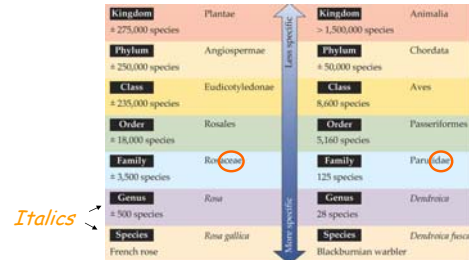 Kingdom Plantae
± 275,000 species
Phylum Angiospermae
± 250,000 species
Class Eudicotyledonae
± 235,000 species
Order Rosales
± 18,000 species
Family Rosaceae
± 3,500 species
Genus Rosa
± 500 species
Species Rosa gallica
French rose
Less specific
More specific
Kingdom Animalia
> 1,500,000 species
Phylum Chordata
± 50,000 species
Class Aves
8,600 species
Order Passeriformes
5,160 species
Family Parulidae
125 species
Genus Dendroica
28 species
Species Dendroica fusca
Blackburnian warbler
Italics